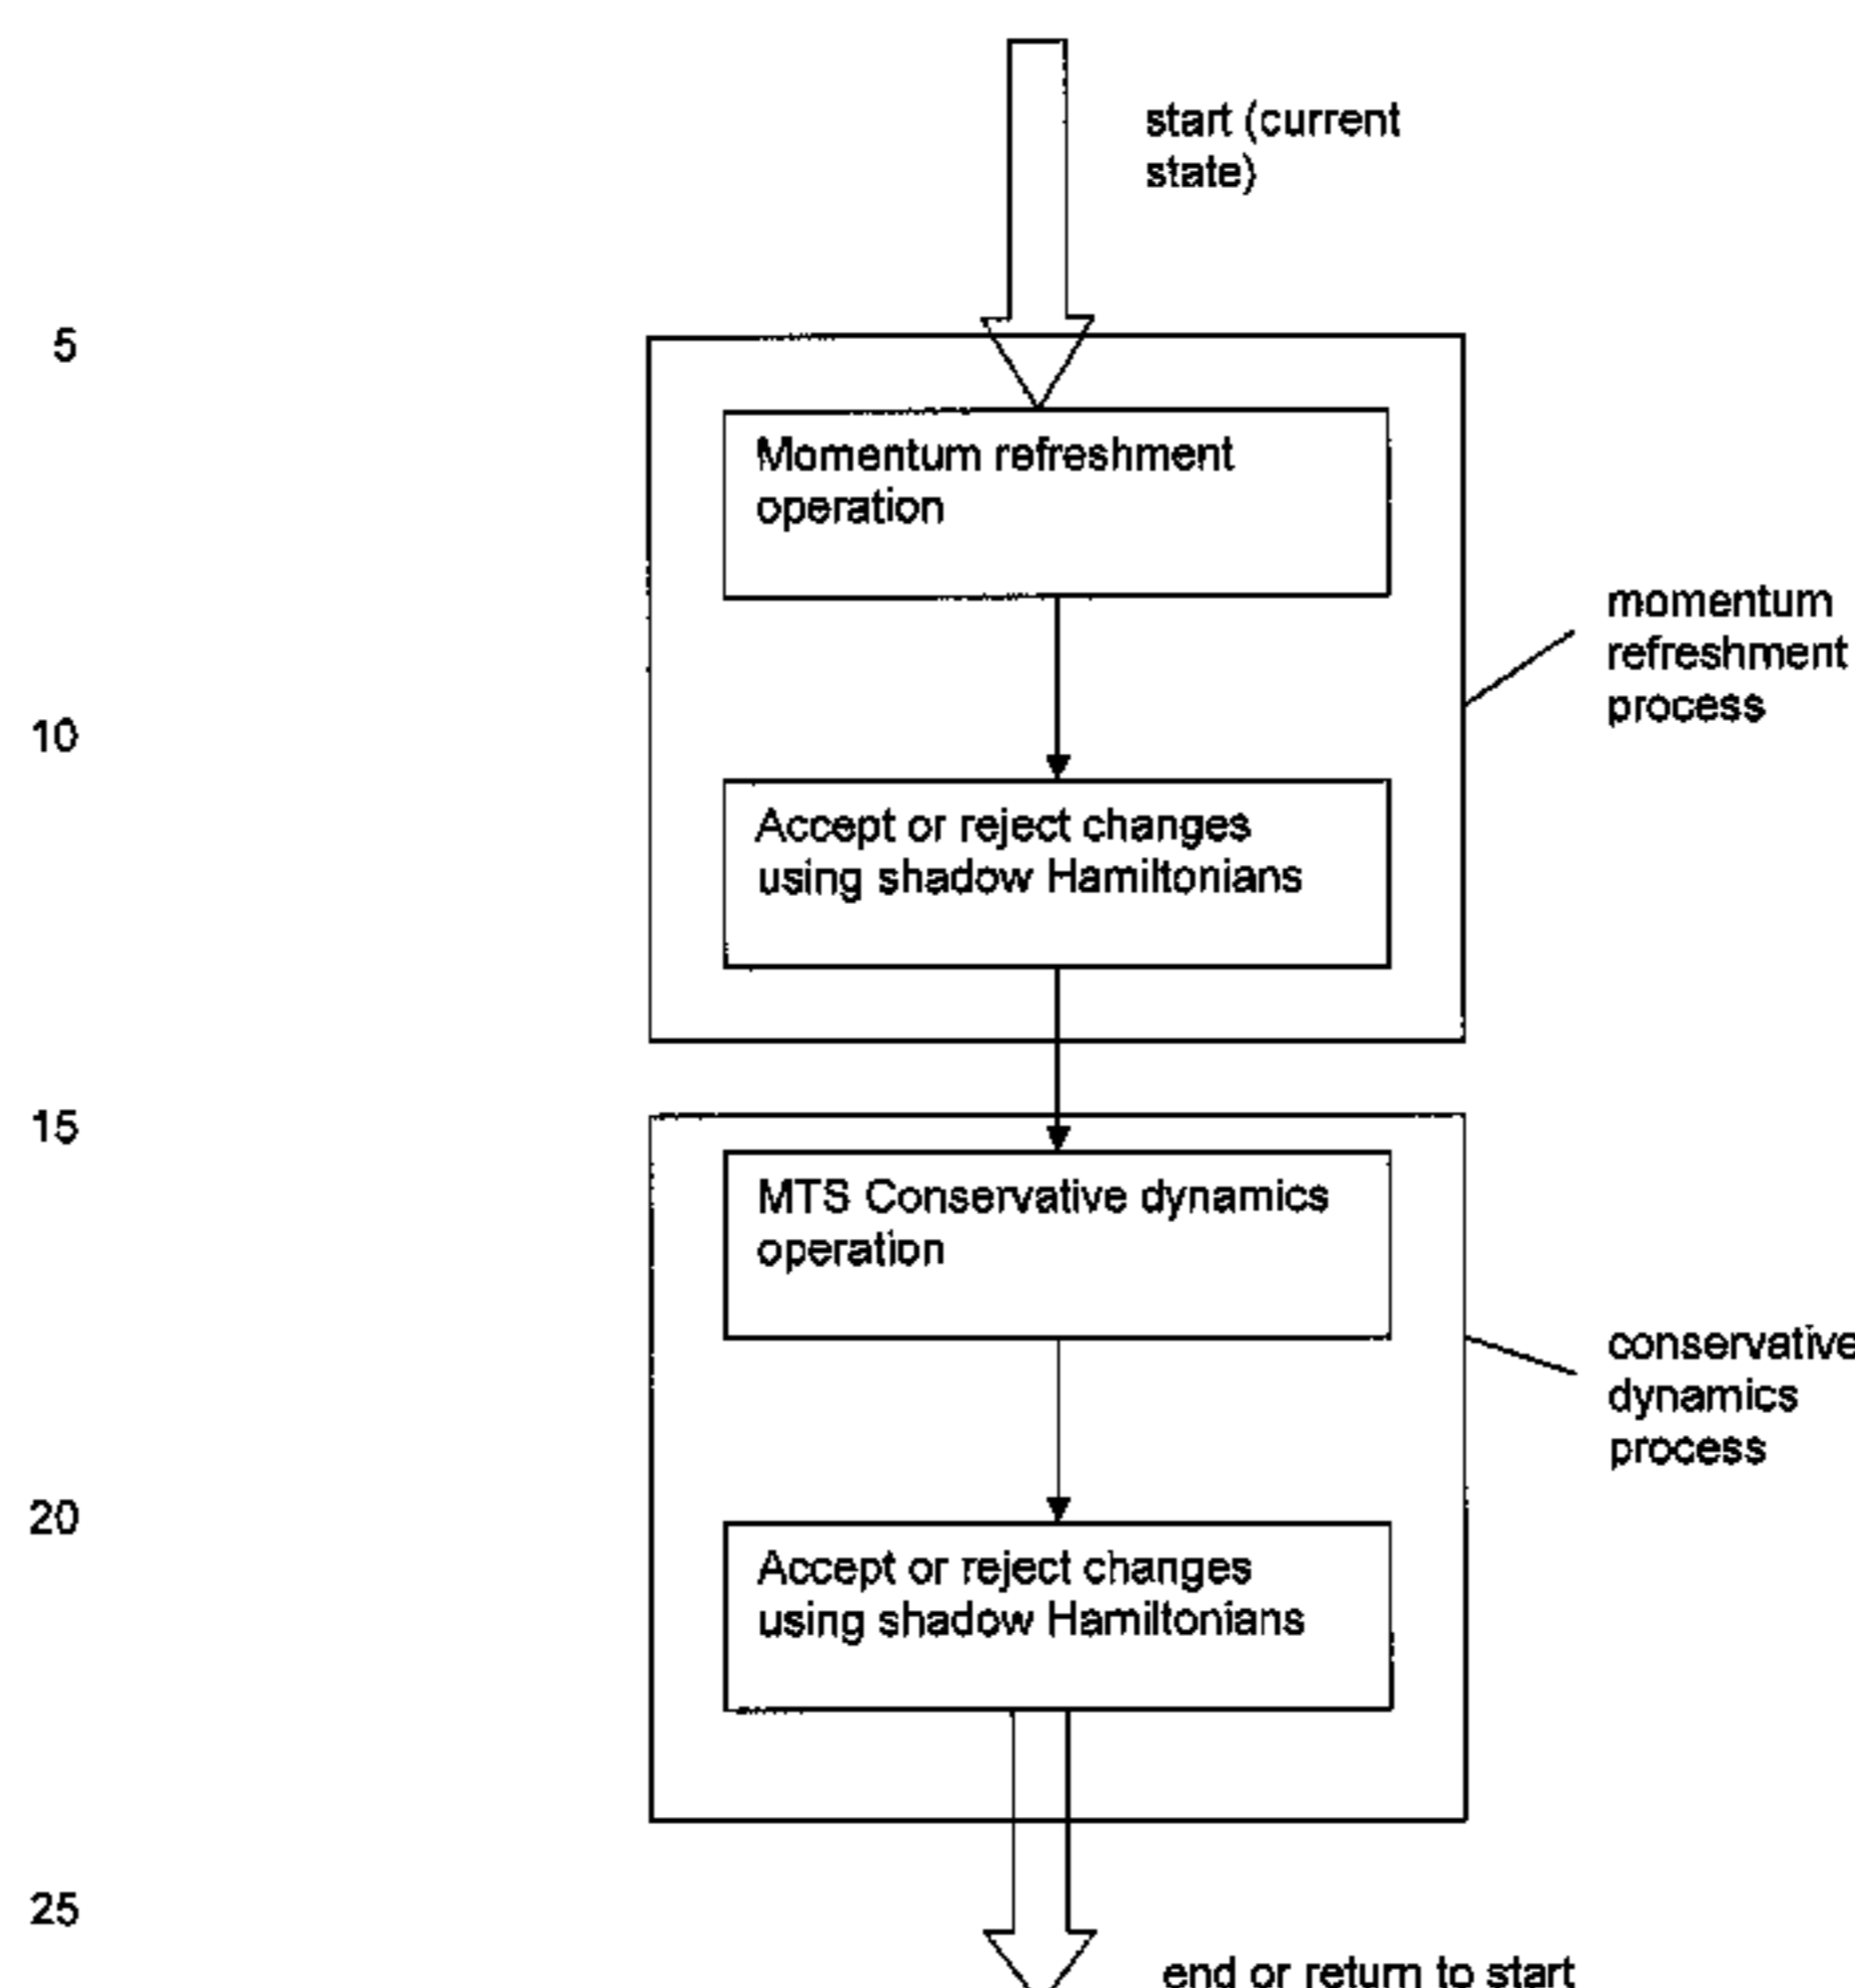 start (current
state)
5
Momentum refreshment
operation
momentum
refreshment
process
10
Accept or reject changes
using shadow Hamiltonians
15
MTS Conservative dynamics
operation
conservative
dynamics
process
20
Accept or reject changes
using shadow Hamiltonians
25
end or return to start